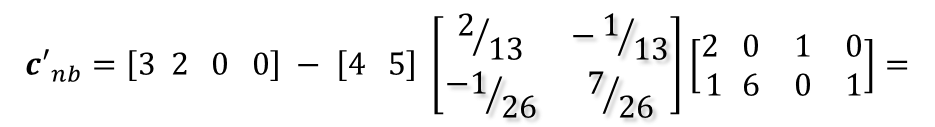 c'nb = [3 2 0 0] − [4 5] [2/13 −1/13 −1/26 7/26] [2 0 1 0 1 6 0 1] =